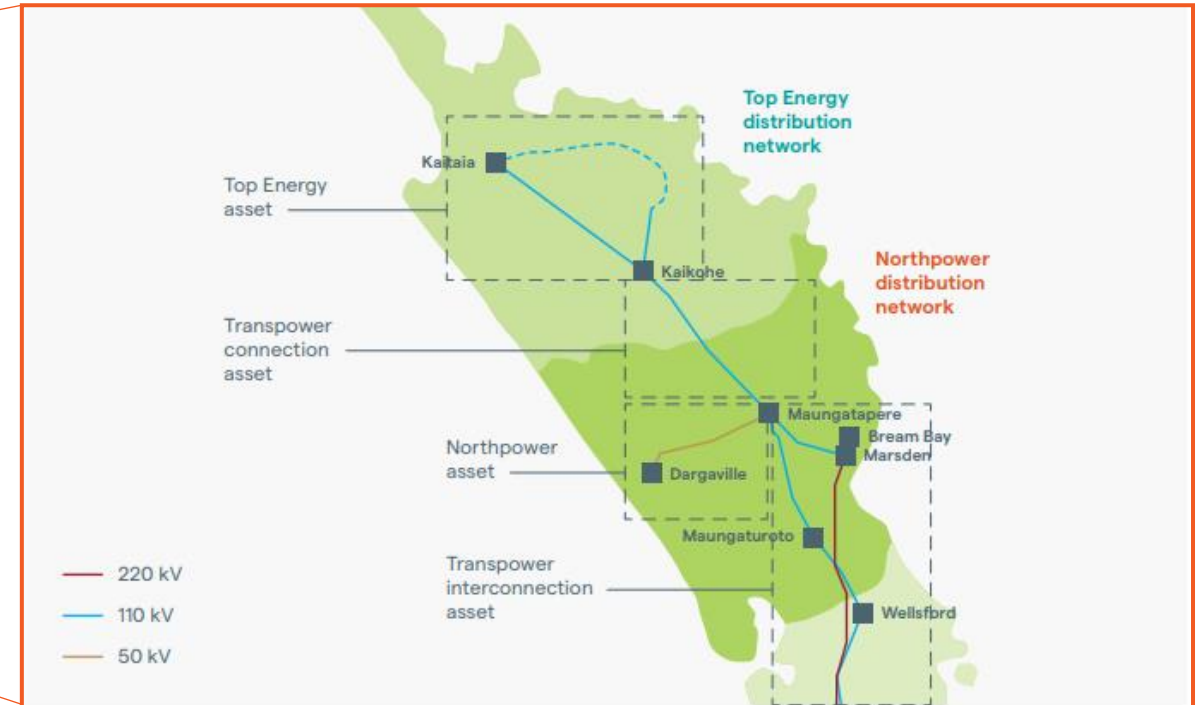 Top Energy
distribution
network
Kaitaia
Top Energy
asset
Kaikohe
Northpower
distribution
network
Transpower
connection
asset
Maungatapere
Bream Bay
Marsden
Northpower
asset
Dargaville
Maungaturoto
Transpower
interconnection
asset
Wellsford
220 kV
110 kV
50 kV